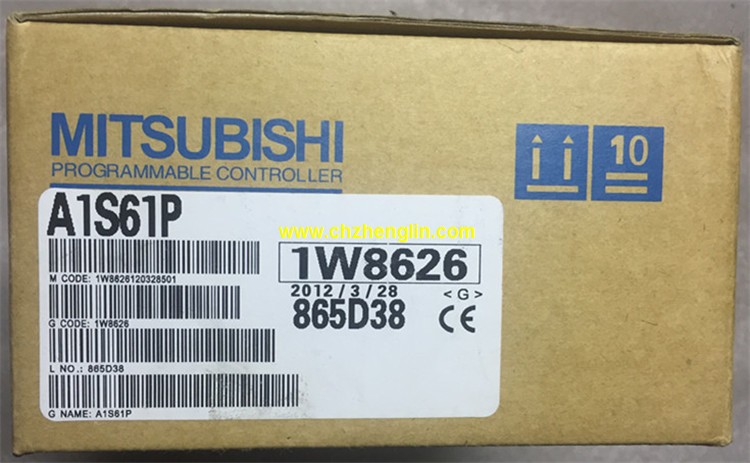 MITSUBISHI
PROGRAMMABLE CONTROLLER
10
A1S61P
www.chzhenglin.com
1W8626
M CODE: 1W8626120328501
2012/3/28
<G>
865D38
CE
G CODE: 1W8626
L NO.: 865D38
G NAME: A1S61P